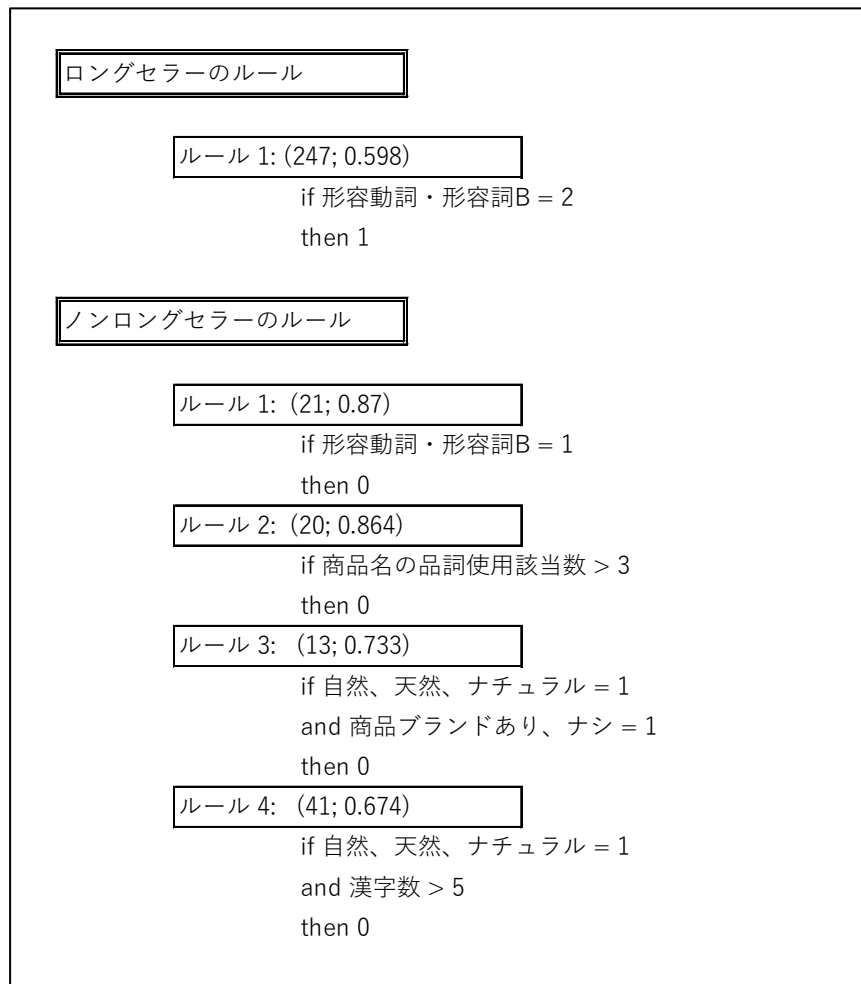 ロングセラーのルール
ルール 1: (247; 0.598)
if 形容動詞・形容詞B = 2
then 1
ノンロングセラーのルール
ルール 1: (21; 0.87)
if 形容動詞・形容詞B = 1
then 0
ルール 2: (20; 0.864)
if 商品名の品詞使用該当数 > 3
then 0
ルール 3: (13; 0.733)
if 自然、天然、ナチュラル = 1
and 商品ブランドあり、ナシ = 1
then 0
ルール 4: (41; 0.674)
if 自然、天然、ナチュラル = 1
and 漢字数 > 5
then 0